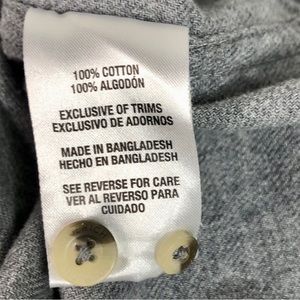 100% COTTON
100% ALGODÓN
EXCLUSIVE OF TRIMS
EXCLUSIVO DE ADORNOS
MADE IN BANGLADESH
HECHO EN BANGLADESH
SEE REVERSE FOR CARE
VER AL REVERSO PARA
CUIDADO